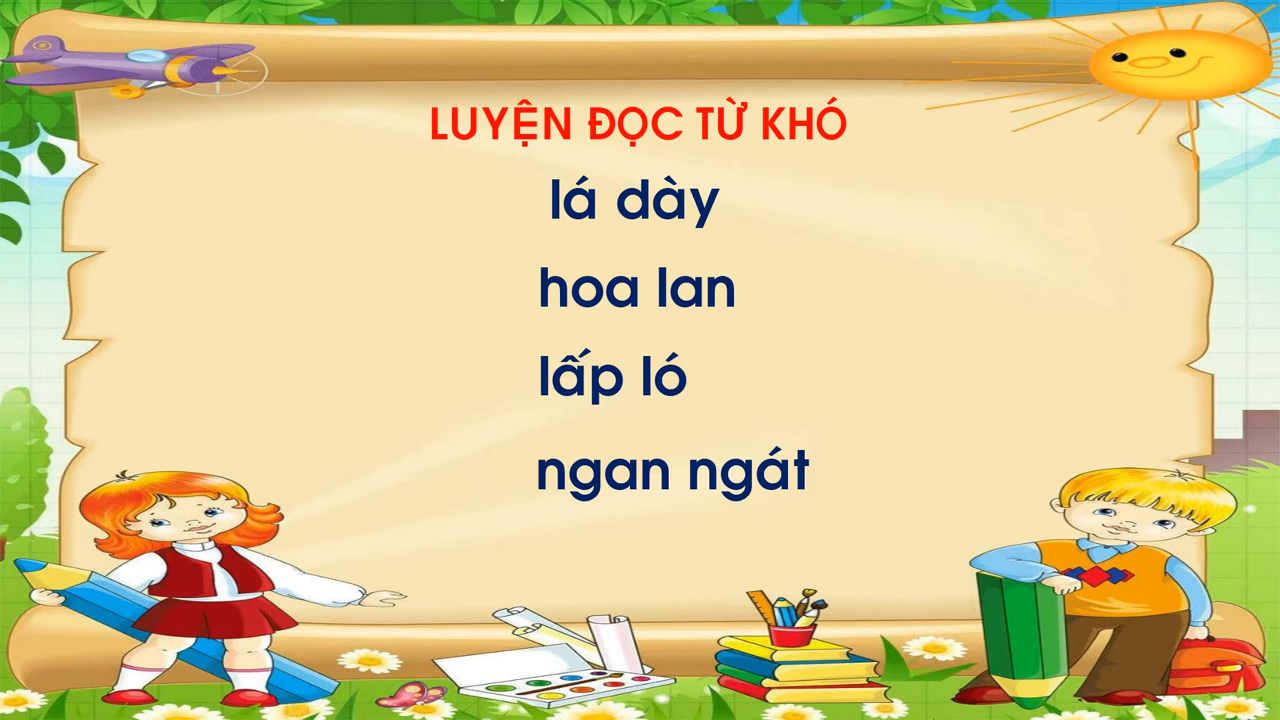 LUYỆN ĐỌC TỪ KHÓ
lá dày
hoa lan
lấp ló
ngan ngát